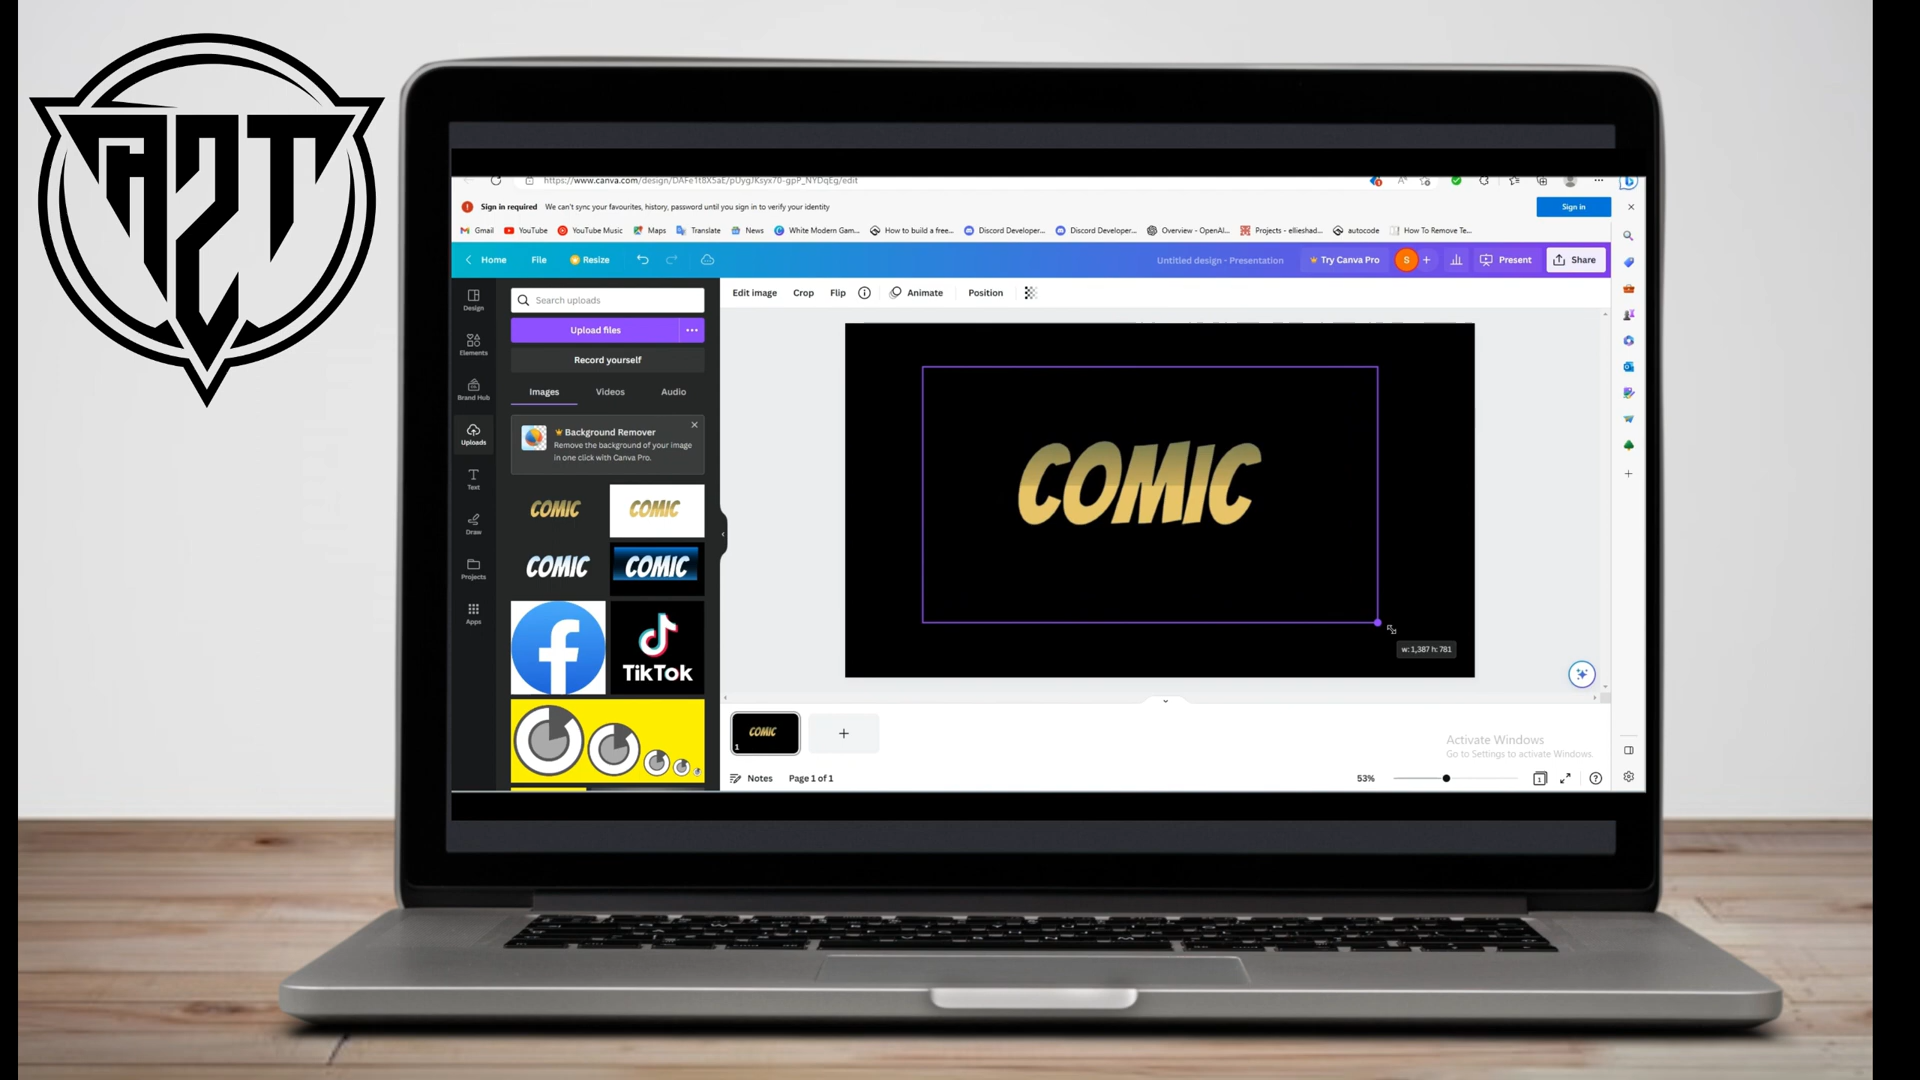 A2T
https://www.canva.com/design/DAFe1t8XSaE/pUygJKsyx70-gpP_NYDqEg/edit
Sign required We can't sync your favourites, history, password until you sign in to verify your identity
Sign in
Gmail YouTube YouTube Music Maps Translate News White Modern Gam... How to build a free... Discord Developer... Discord Developer... Overview - OpenAI... Projects - ellieshad... autocode How To Remove Te...
Home File Resize Untitled design - Presentation Try Canva Pro S + Present Share
Edit image Crop Flip Animate Position
Design
Elements
Brand Hub
Uploads
Text
Draw
Projects
Apps
Search uploads
Upload files
Record yourself
Images Videos Audio
Background Remover
Remove the background of your image
in one click with Canva Pro.
COMIC COMIC
COMIC COMIC
TikTok
COMIC
w: 1,387 h: 781
COMIC
1
Activate Windows
Go to Settings to activate Windows.
Notes Page 1 of 1 53% 1